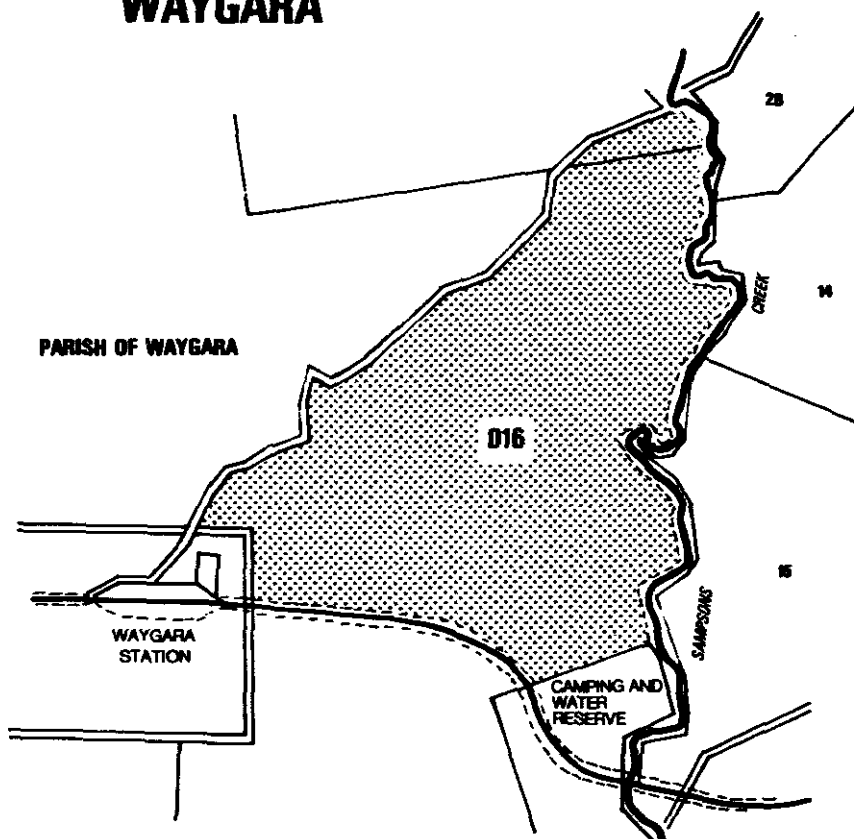 WAYGARA
28
CREEK
14
PARISH OF WAYGARA
D16
15
SAMPSONS
WAYGARA
STATION
CAMPING AND
WATER
RESERVE